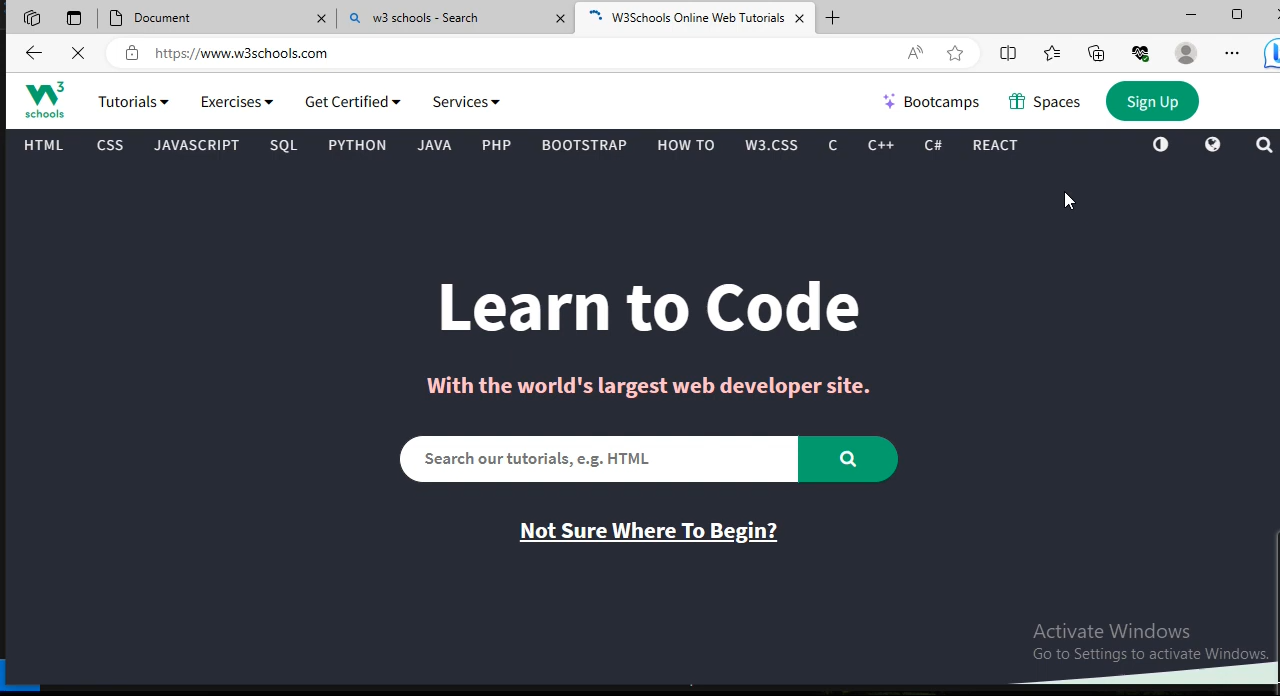 Document
w3 schools - Search
W3Schools Online Web Tutorials
https://www.w3schools.com
3
schools
Tutorials
Exercises
Get Certified
Services
Bootcamps
Spaces
Sign Up
HTML
CSS
JAVASCRIPT
SQL
PYTHON
JAVA
PHP
BOOTSTRAP
HOW TO
W3.CSS
C
C++
C#
REACT
Learn to Code
With the world's largest web developer site.
Search our tutorials, e.g. HTML
Not Sure Where To Begin?
Activate Windows
Go to Settings to activate Windows.